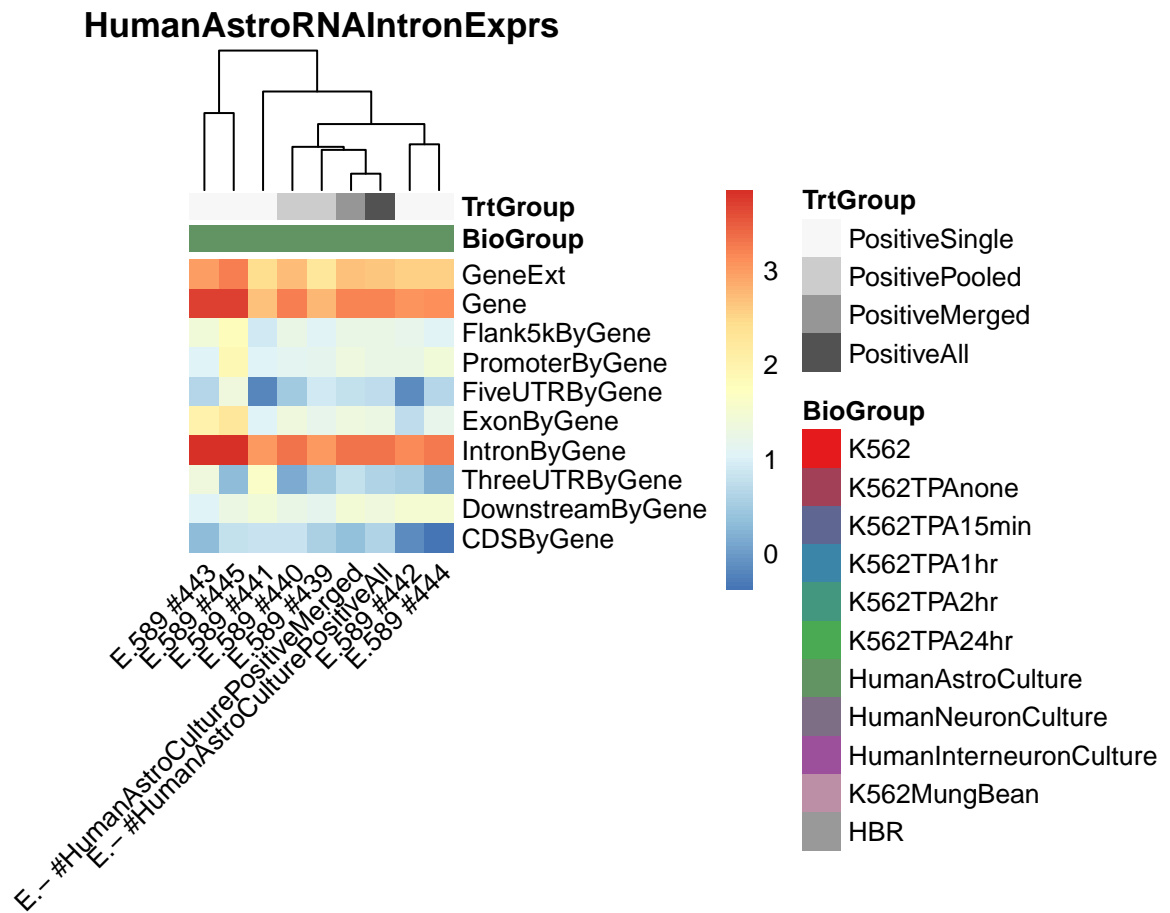 HumanAstroRNAIntronExprs
TrtGroup
BioGroup
GeneExt
Gene
Flank5kByGene
PromoterByGene
FiveUTRByGene
ExonByGene
IntronByGene
ThreeUTRByGene
DownstreamByGene
CDSByGene
E.589 #443
E.589 #445
E.589 #441
E.589 #440
E.589 #439
E.– #HumanAstroCulturePositiveMerged
E.– #HumanAstroCulturePositiveAll
E.589 #442
E.589 #444
3
2
1
0
TrtGroup
PositiveSingle
PositivePooled
PositiveMerged
PositiveAll
BioGroup
K562
K562TPAnone
K562TPA15min
K562TPA1hr
K562TPA2hr
K562TPA24hr
HumanAstroCulture
HumanNeuronCulture
HumanInterneuronCulture
K562MungBean
HBR